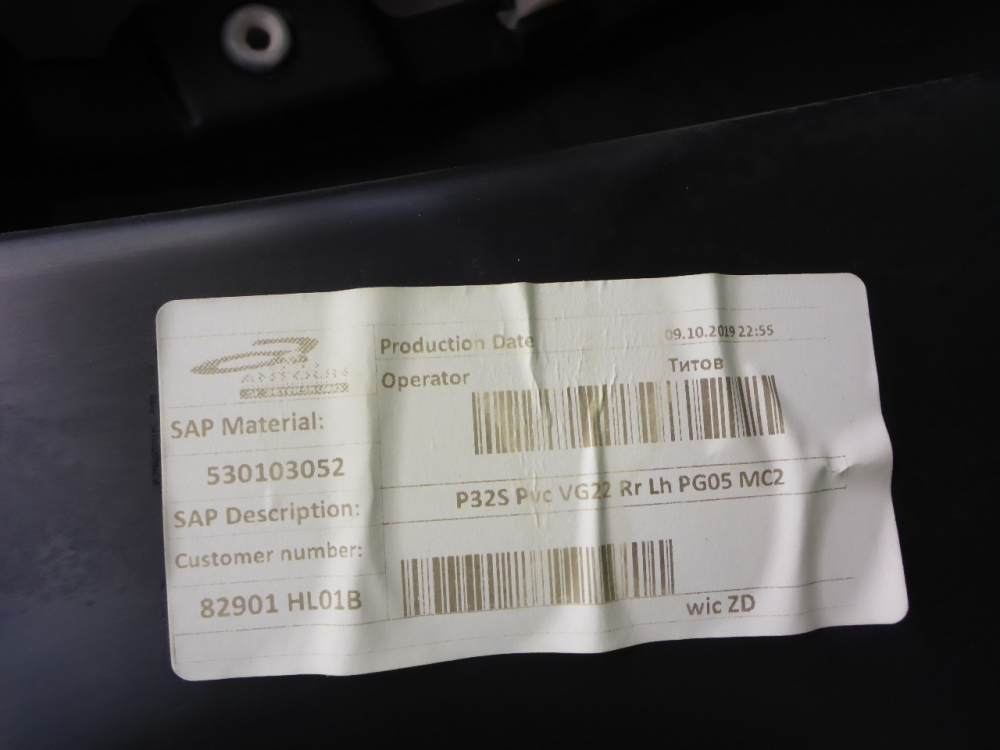 Production Date 09.10.2019 22:55
Operator Титов
SAP Material:
530103052
SAP Description:
P32S Pvc VG22 Rr Lh PG05 MC2
Customer number:
82901 HL01B
wic ZD